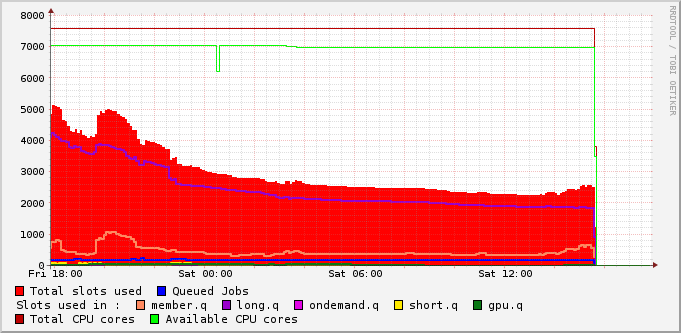 8000
7000
6000
5000
4000
3000
2000
1000
0
Fri 18:00 Sat 00:00 Sat 06:00 Sat 12:00
RRDTOOL / TOBI OETIKER
Total slots used Queued Jobs
Slots used in : member.q long.q ondemand.q short.q gpu.q
Total CPU cores Available CPU cores